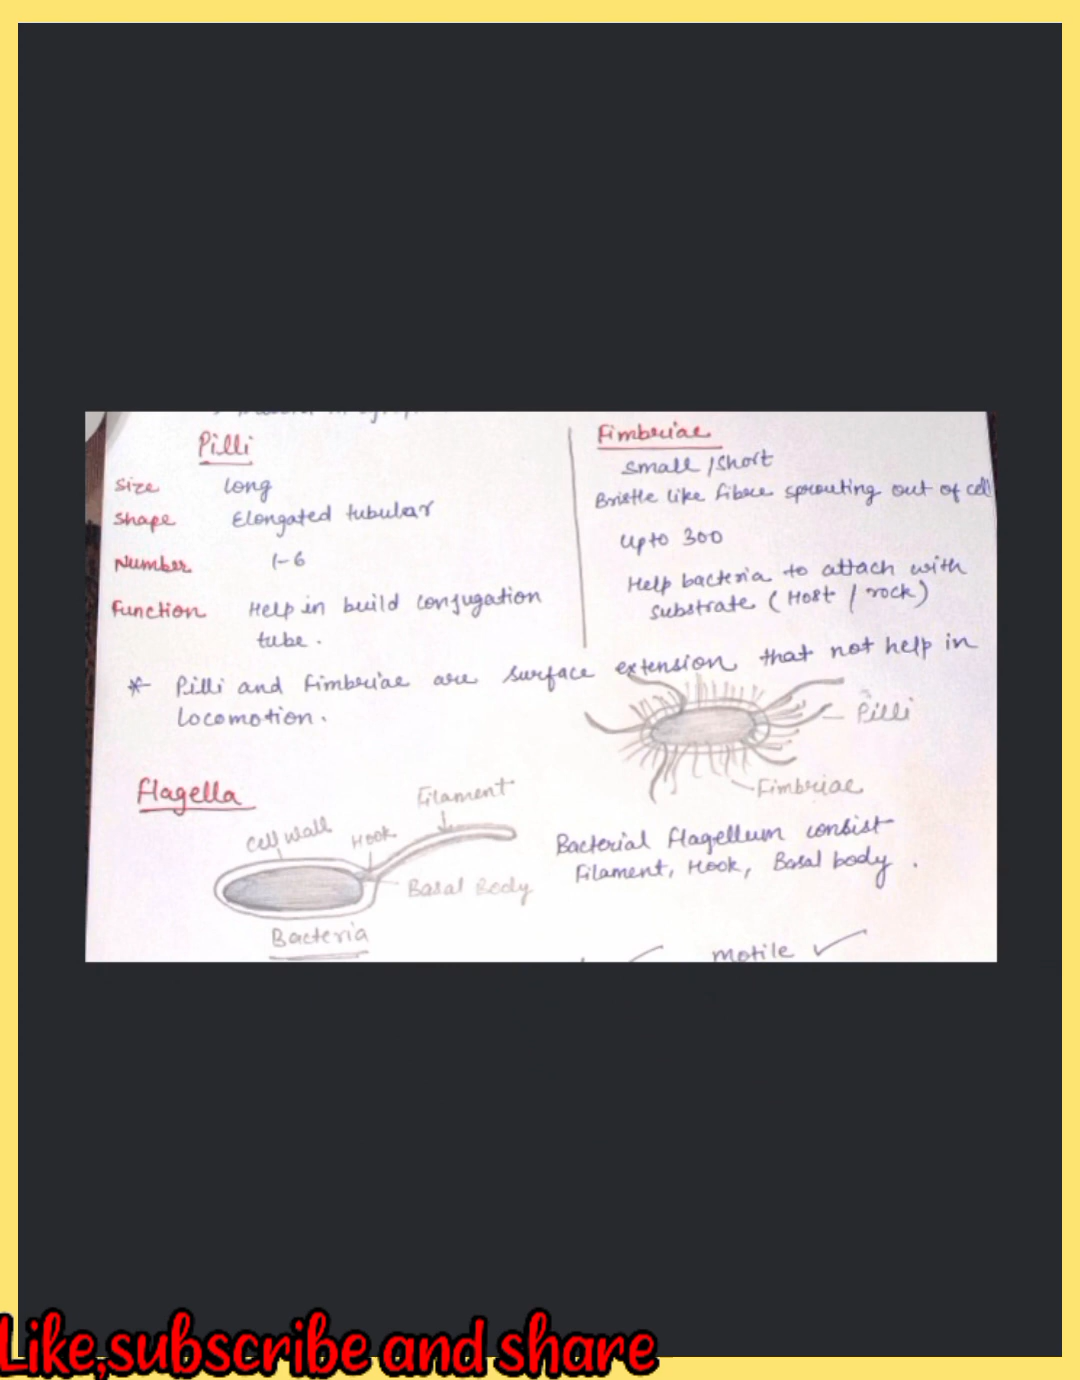 Pilli
Fimbriae
Size long
small / short
Shape Elongated tubular
Bristle like fibre sprouting out of cell
Number 1-6
upto 300
Function Help in build conjugation
tube.
Help bacteria to attach with
substrate (Host / rock)
* Pilli and Fimbriae are surface extension that not help in
Locomotion.
Pilli
Fimbriae
Flagella
Filament
Cell wall
Hook
Basal Body
Bacteria
Bacterial flagellum consist
Filament, Hook, Basal body.
motile ✓
Like,subscribe and share